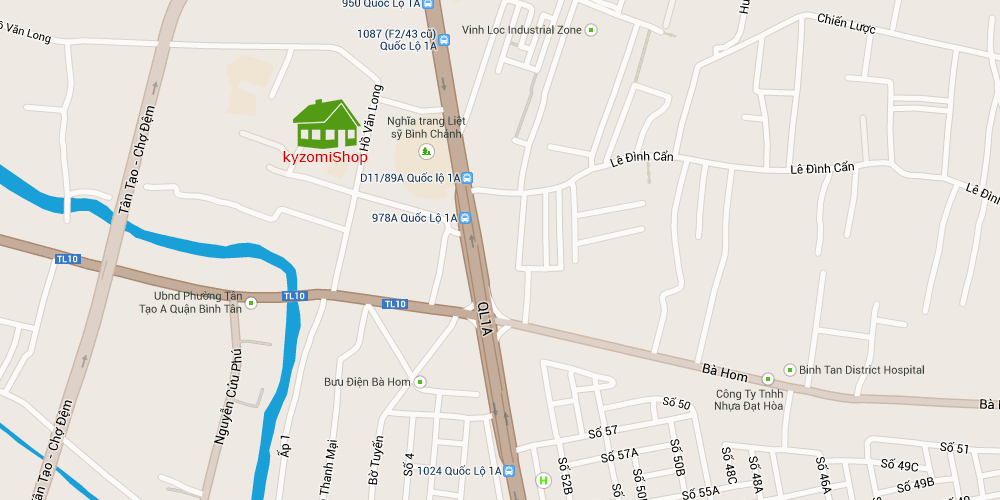 950 Quốc Lộ 1A
1087 (F2/43 cũ)
Quốc Lộ 1A
Vinh Loc Industrial Zone
Chiến Lược
Hồ Văn Long
Tân Tạo - Chợ Đệm
kyzomiShop
Hồ Văn Long
Nghĩa trang Liệt
sỹ Bình Chánh
D11/89A Quốc lộ 1A
978A Quốc Lộ 1A
Lê Đình Cẩn
Lê Đình Cẩn
Lê Đình
TL10
TL10
TL10
Ubnd Phường Tân
Tạo A Quận Bình Tân
QL1A
Bà Hom
Binh Tan District Hospital
Công Ty Tnhh
Nhựa Đạt Hòa
Bà
Bưu Điện Bà Hom
Nguyễn Cửu Phú
Tân Tạo - Chợ Đệm
Ấp 1
Thanh Mại
Bờ Tuyến
Số 4
1024 Quốc Lộ 1A
H
Số 50
Số 57
Số 57A
Số 52B
Số 50B
Số 48C
Số 48A
Số 55A
Số 51
Số 49C
Số 49B